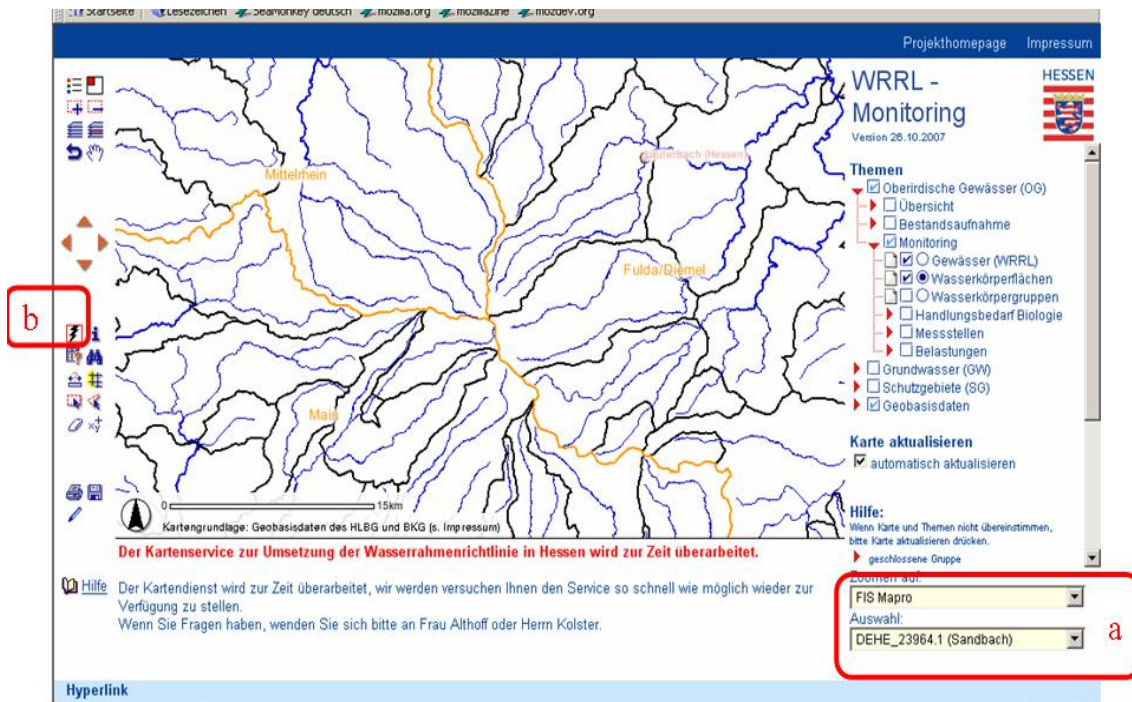 Startseite Lesezeichen SeaMonkey deutsch mozilla.org mozillaZine mozdev.org
Projekthomepage Impressum
WRRL -
Monitoring
Version 26.10.2007
HESSEN
Mittelrhein
Lauterbach (Hessen)
Fulda/Diemel
Main
0 15km
Kartengrundlage: Geobasisdaten des HLBG und BKG (s. Impressum)
b
Themen
Oberirdische Gewässer (OG)
Übersicht
Bestandsaufnahme
Monitoring
Gewässer (WRRL)
Wasserkörperflächen
Wasserkörpergruppen
Handlungsbedarf Biologie
Messstellen
Belastungen
Grundwasser (GW)
Schutzgebiete (SG)
Geobasisdaten
Karte aktualisieren
automatisch aktualisieren
Hilfe:
Wenn Karte und Themen nicht übereinstimmen,
bitte Karte aktualisieren drücken.
geschlossene Gruppe
Zoomen auf:
FIS Mapro
Auswahl:
DEHE_23964.1 (Sandbach)
a
Der Kartenservice zur Umsetzung der Wasserrahmenrichtlinie in Hessen wird zur Zeit überarbeitet.
Hilfe
Der Kartendienst wird zur Zeit überarbeitet, wir werden versuchen Ihnen den Service so schnell wie möglich wieder zur
Verfügung zu stellen.
Wenn Sie Fragen haben, wenden Sie sich bitte an Frau Althoff oder Herrn Kolster.
Hyperlink